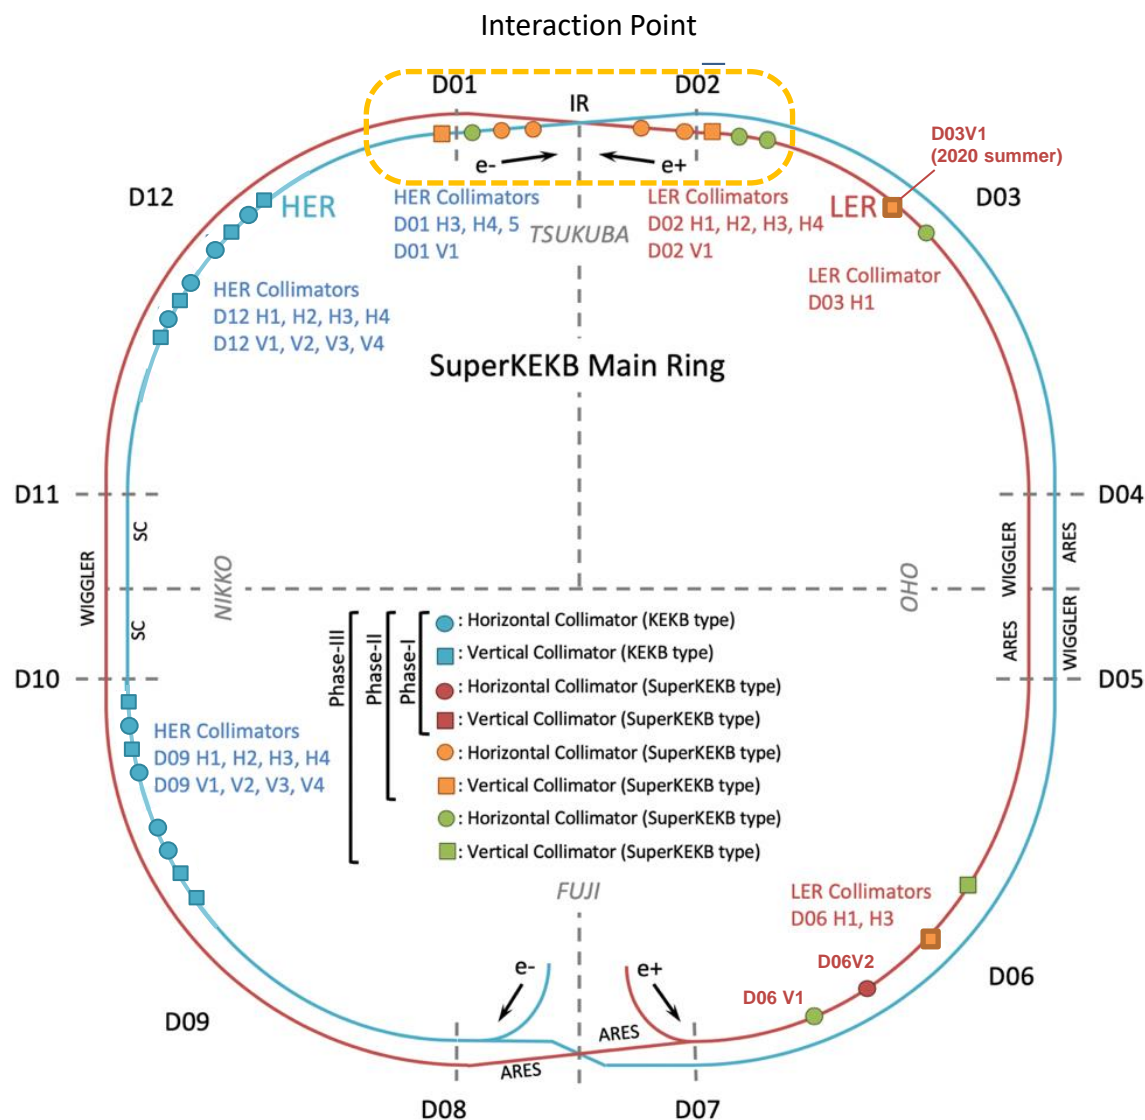 Interaction Point
D01
D02
IR
e-
e+
D12
HER
HER Collimators
D01 H3, H4, 5
D01 V1
TSUKUBA
LER Collimators
D02 H1, H2, H3, H4
D02 V1
LER
D03V1
(2020 summer)
D03
LER Collimator
D03 H1
HER Collimators
D12 H1, H2, H3, H4
D12 V1, V2, V3, V4
SuperKEKB Main Ring
D11
D04
SC
WIGGLER
ARES
WIGGLER
NIKKO
OHO
SC
ARES
WIGGLER
D10
D05
Phase-III
Phase-II
Phase-I
: Horizontal Collimator (KEKB type)
: Vertical Collimator (KEKB type)
: Horizontal Collimator (SuperKEKB type)
: Vertical Collimator (SuperKEKB type)
: Horizontal Collimator (SuperKEKB type)
: Vertical Collimator (SuperKEKB type)
: Horizontal Collimator (SuperKEKB type)
: Vertical Collimator (SuperKEKB type)
HER Collimators
D09 H1, H2, H3, H4
D09 V1, V2, V3, V4
FUJI
LER Collimators
D06 H1, H3
D06V2
D06 V1
D06
e-
e+
D09
ARES
ARES
D08
D07